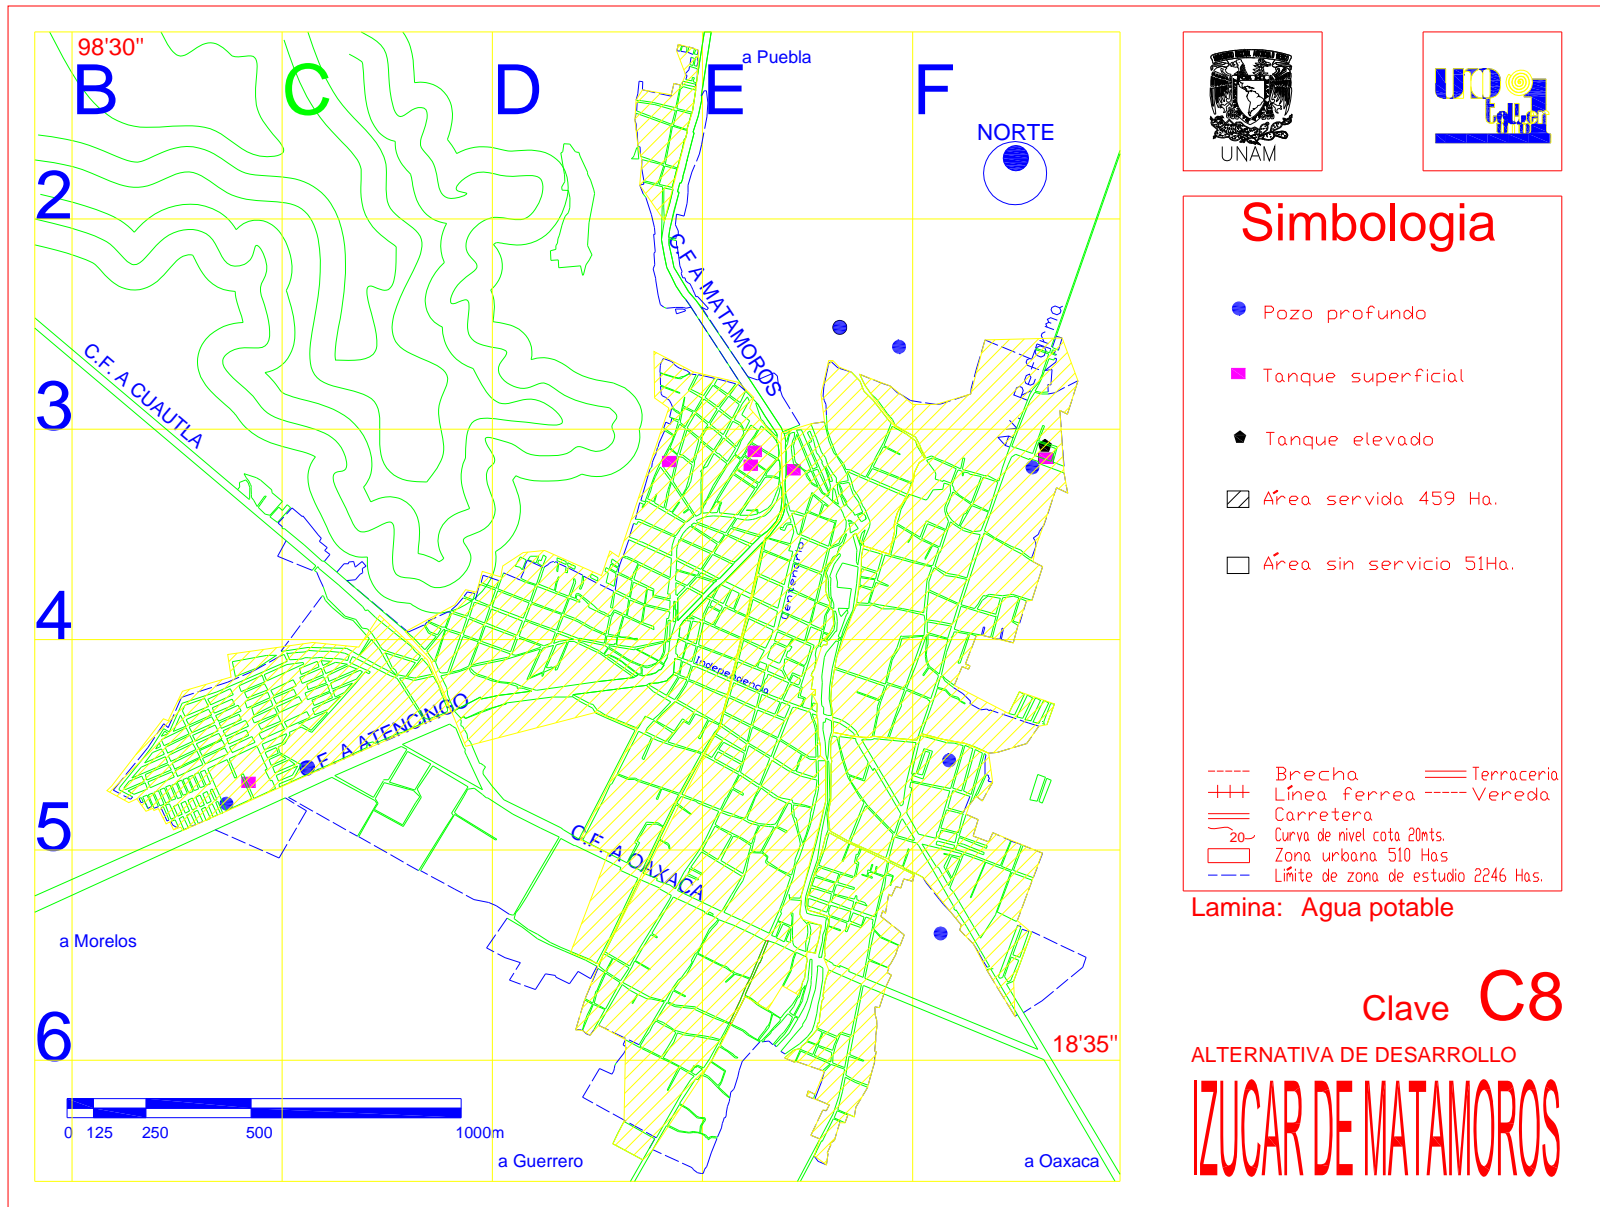 98'30"
B
C
D
E
F
a Puebla
NORTE
2
3
4
5
6
C.F. A MATAMOROS
C.F. A CUAUTLA
Av. Reforma
Centenario
Independencia
F. A ATENCINGO
C.F. A OAXACA
a Morelos
18'35"
0 125 250 500 1000m
a Guerrero
a Oaxaca
UNAM
Simbologia
Pozo profundo
Tanque superficial
Tanque elevado
Área servida 459 Ha.
Área sin servicio 51Ha.
Brecha
Terraceria
Línea ferrea
Vereda
Carretera
20
Curva de nivel cota 20mts.
Zona urbana 510 Has
Limite de zona de estudio 2246 Has.
Lamina: Agua potable
Clave C8
ALTERNATIVA DE DESARROLLO
IZUCAR DE MATAMOROS